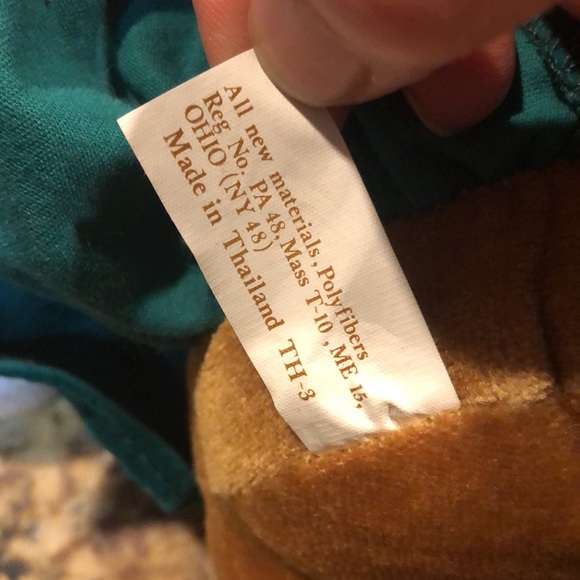 All new materials, Polyfibers
Reg No. PA 48, Mass T-10, ME 15,
OHIO (NY 48)
Made in Thailand TH-3